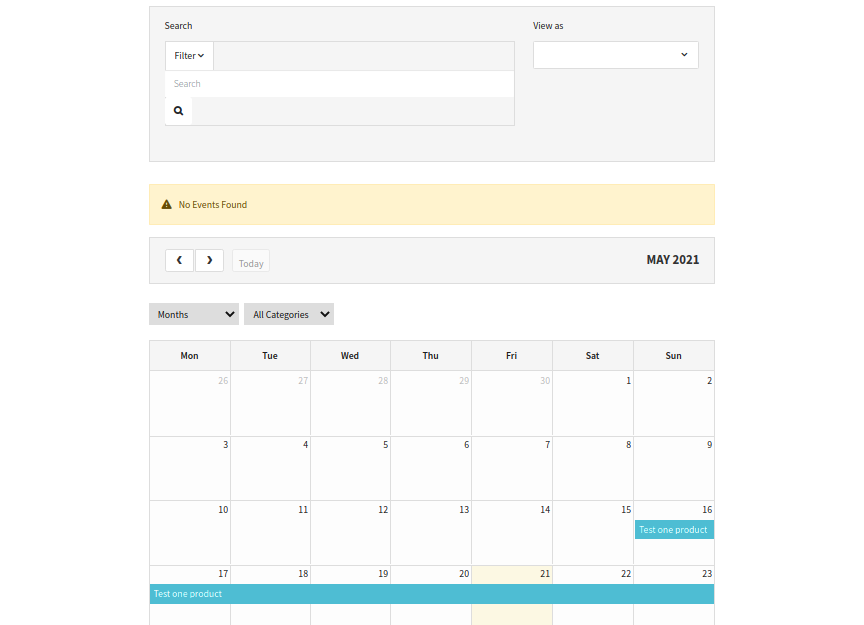 Search
View as
Filter
Search
No Events Found
Today
MAY 2021
Months
All Categories
Mon Tue Wed Thu Fri Sat Sun
26 27 28 29 30 1 2
3 4 5 6 7 8 9
10 11 12 13 14 15 16
Test one product
17 18 19 20 21 22 23
Test one product